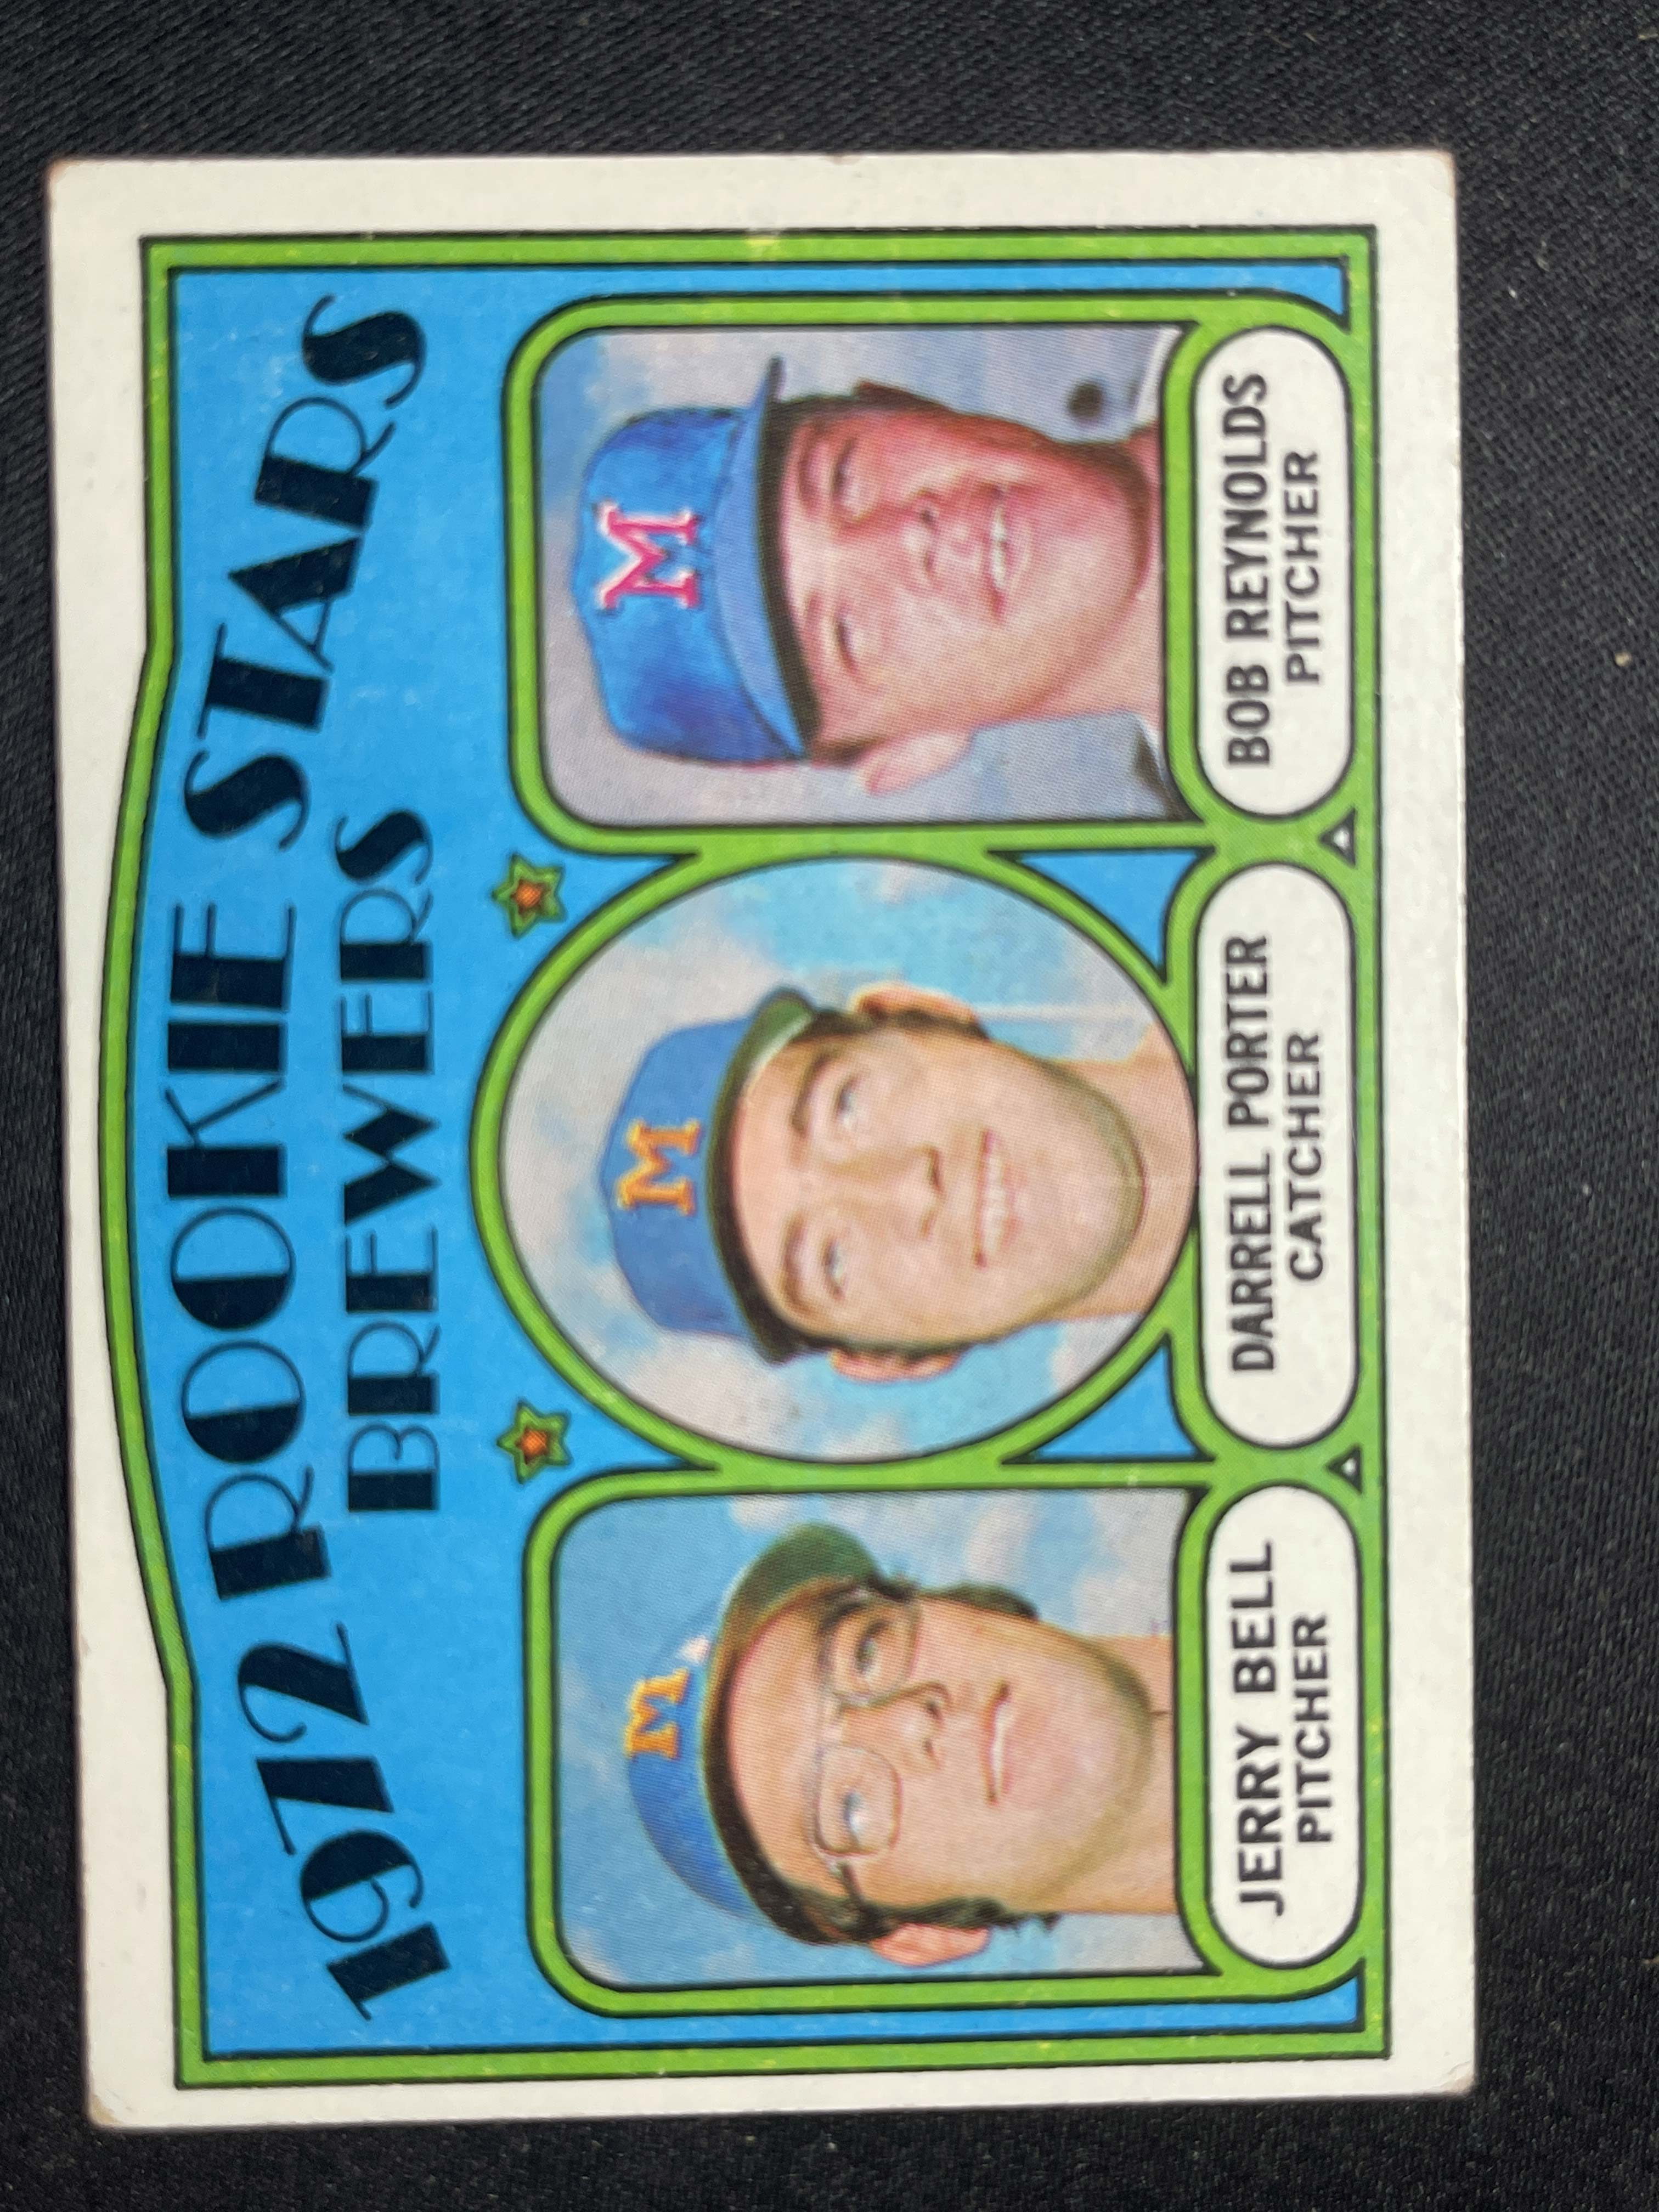 1972 ROOKIE STARS
BREWERS
M
M
M
JERRY BELL
PITCHER
DARRELL PORTER
CATCHER
BOB REYNOLDS
PITCHER